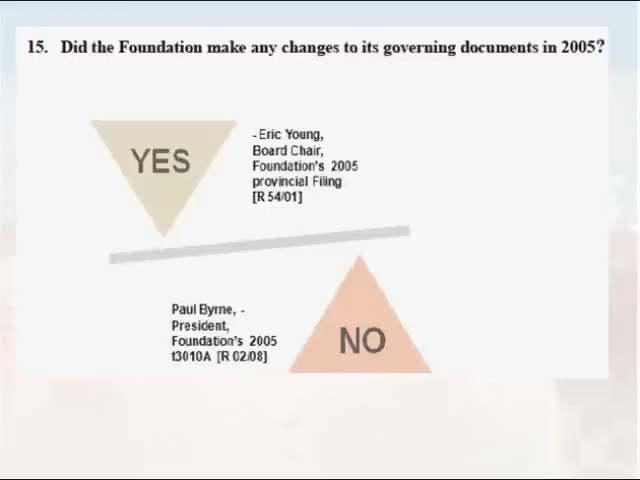 15. Did the Foundation make any changes to its governing documents in 2005?
YES
- Eric Young,
Board Chair,
Foundation's 2005
provincial Filing
[R 54/01]
Paul Byrne, -
President,
Foundation's 2005
t3010A [R 02/08]
NO